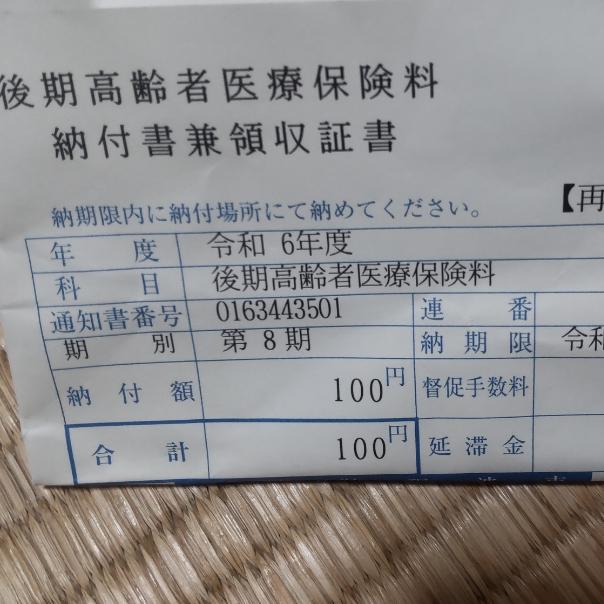 後期高齢者医療保険料
納付書兼領収証書
納期限内に納付場所にて納めてください。
【再
年度 令和 6年度
科目 後期高齢者医療保険料
通知書番号 0163443501 連番
期別 第 8 期 納期限 令和
納付額 100円 督促手数料
合計 100円 延滞金